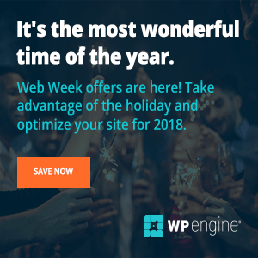 It's the most wonderful
time of the year.
Web Week offers are here! Take
advantage of the holiday and
optimize your site for 2018.
SAVE NOW
WP engine®